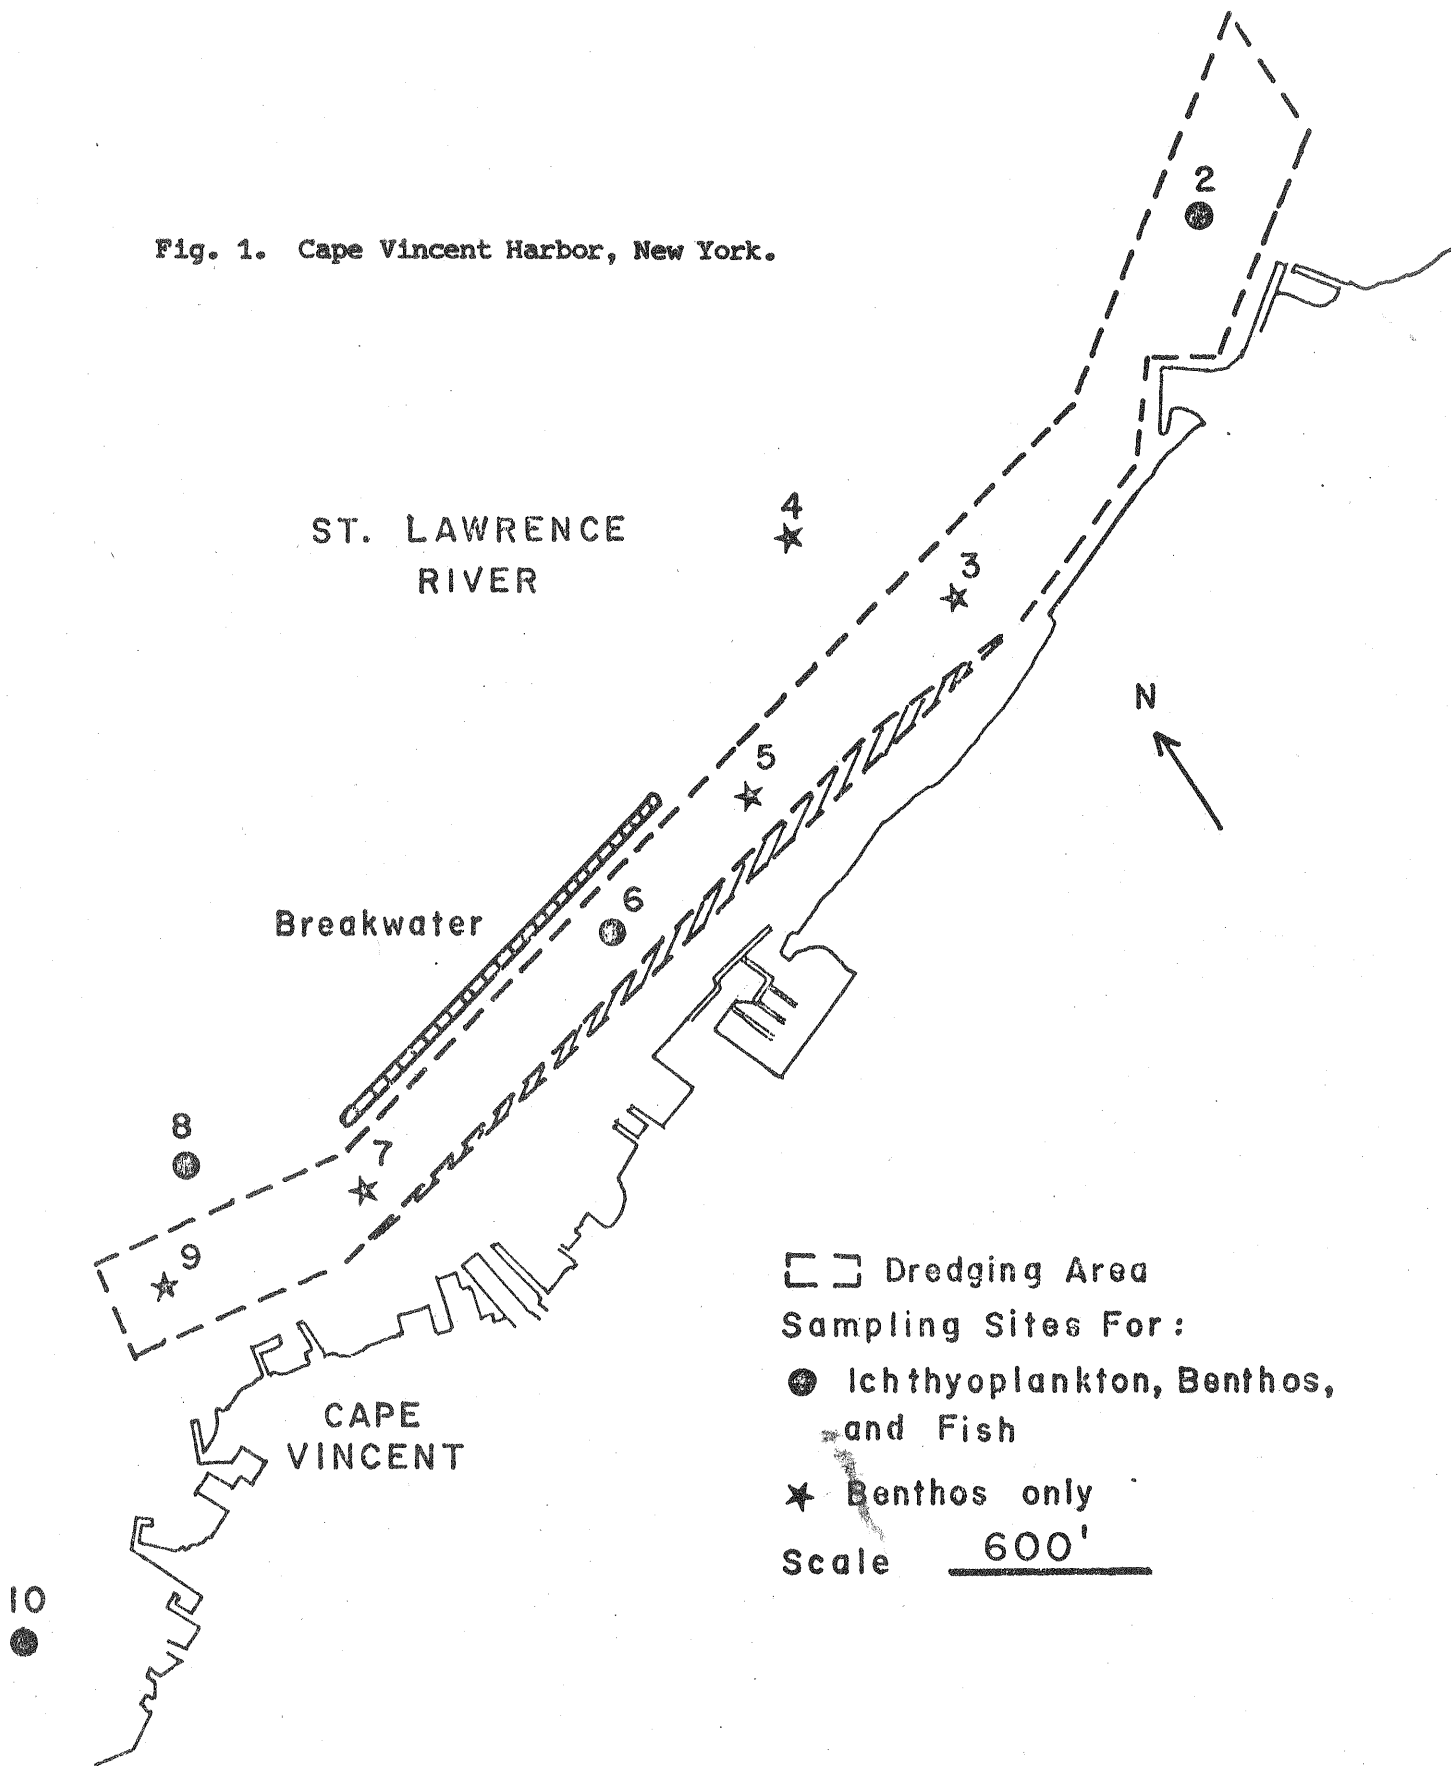 2
Fig. 1. Cape Vincent Harbor, New York.
4
ST. LAWRENCE
RIVER
3
N
5
6
Breakwater
8
7
9
Dredging Area
Sampling Sites For:
Ichthyoplankton, Benthos,
and Fish
CAPE
VINCENT
Benthos only
Scale 600'
10